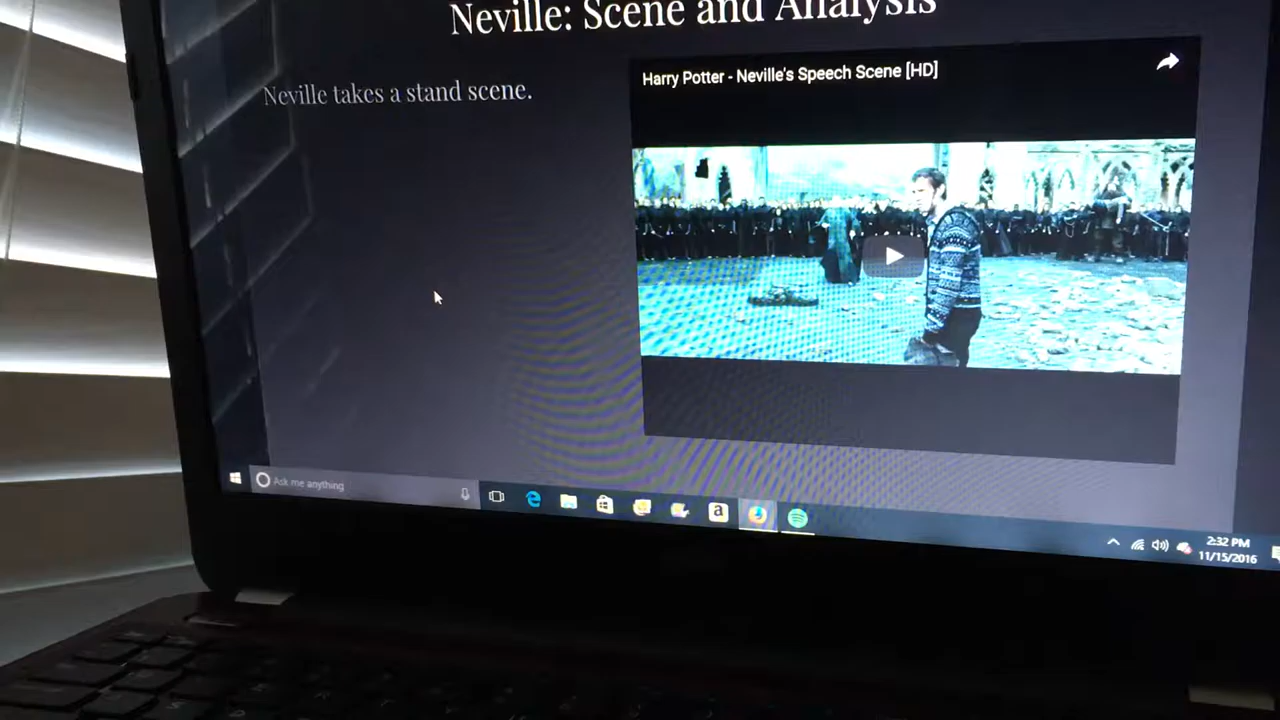 Neville: Scene and Analysis
Neville takes a stand scene.
Harry Potter - Neville's Speech Scene [HD]
Ask me anything
a
2:32 PM
11/15/2016